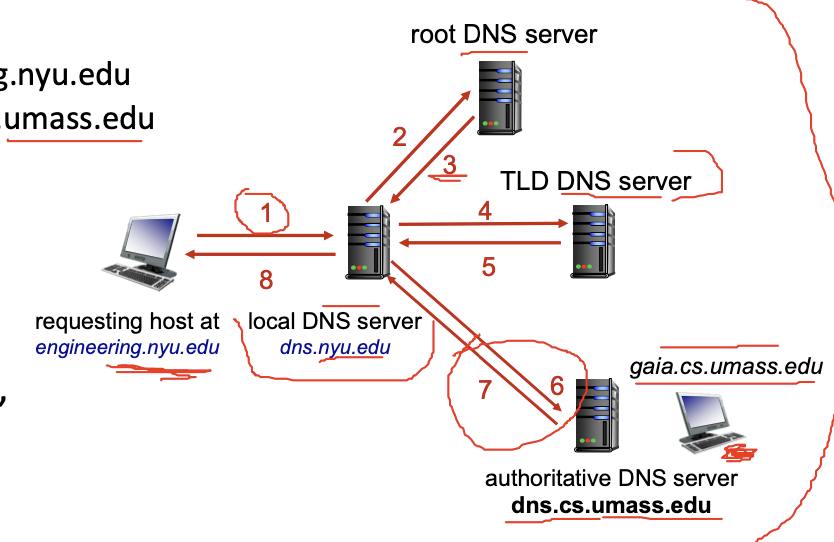 root DNS server
.nyu.edu
.umass.edu
2
3
TLD DNS server
1
4
5
8
requesting host at
engineering.nyu.edu
local DNS server
dns.nyu.edu
gaia.cs.umass.edu
7
6
authoritative DNS server
dns.cs.umass.edu